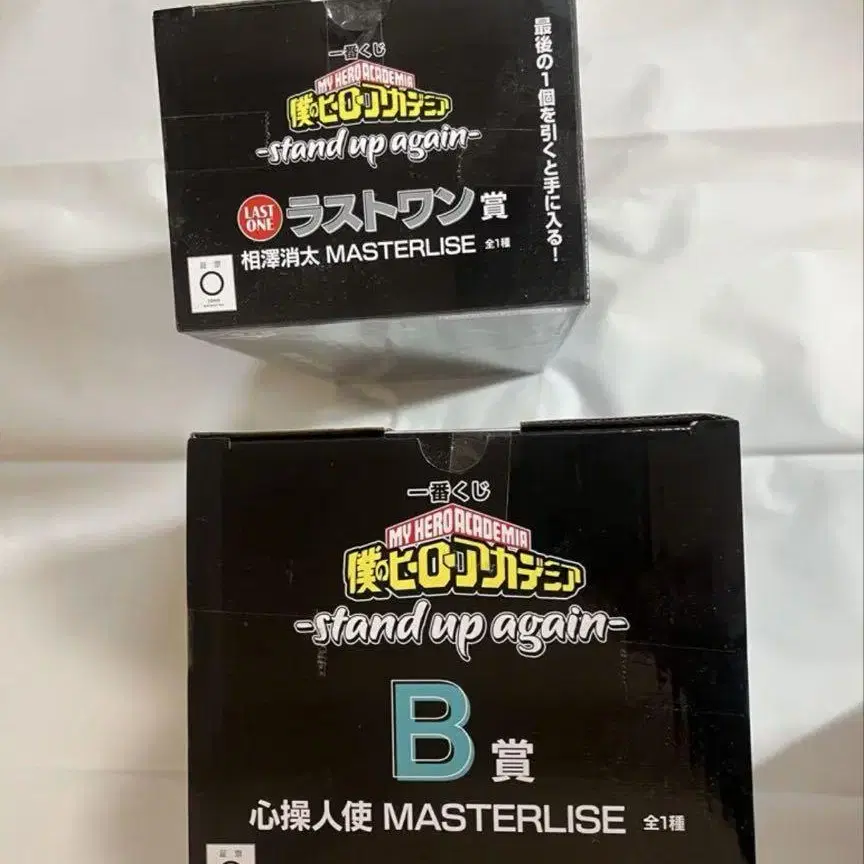 一番くじ
MY HERO ACADEMIA
僕のヒーローアカデミア
-stand up again-
LAST
ONE
ラストワン賞
相澤消太 MASTERLISE 全1種
最後の1個を引くと手に入る!
証票
一番くじ
MY HERO ACADEMIA
僕のヒーローアカデミア
-stand up again-
B賞
心操人使 MASTERLISE 全1種
証票